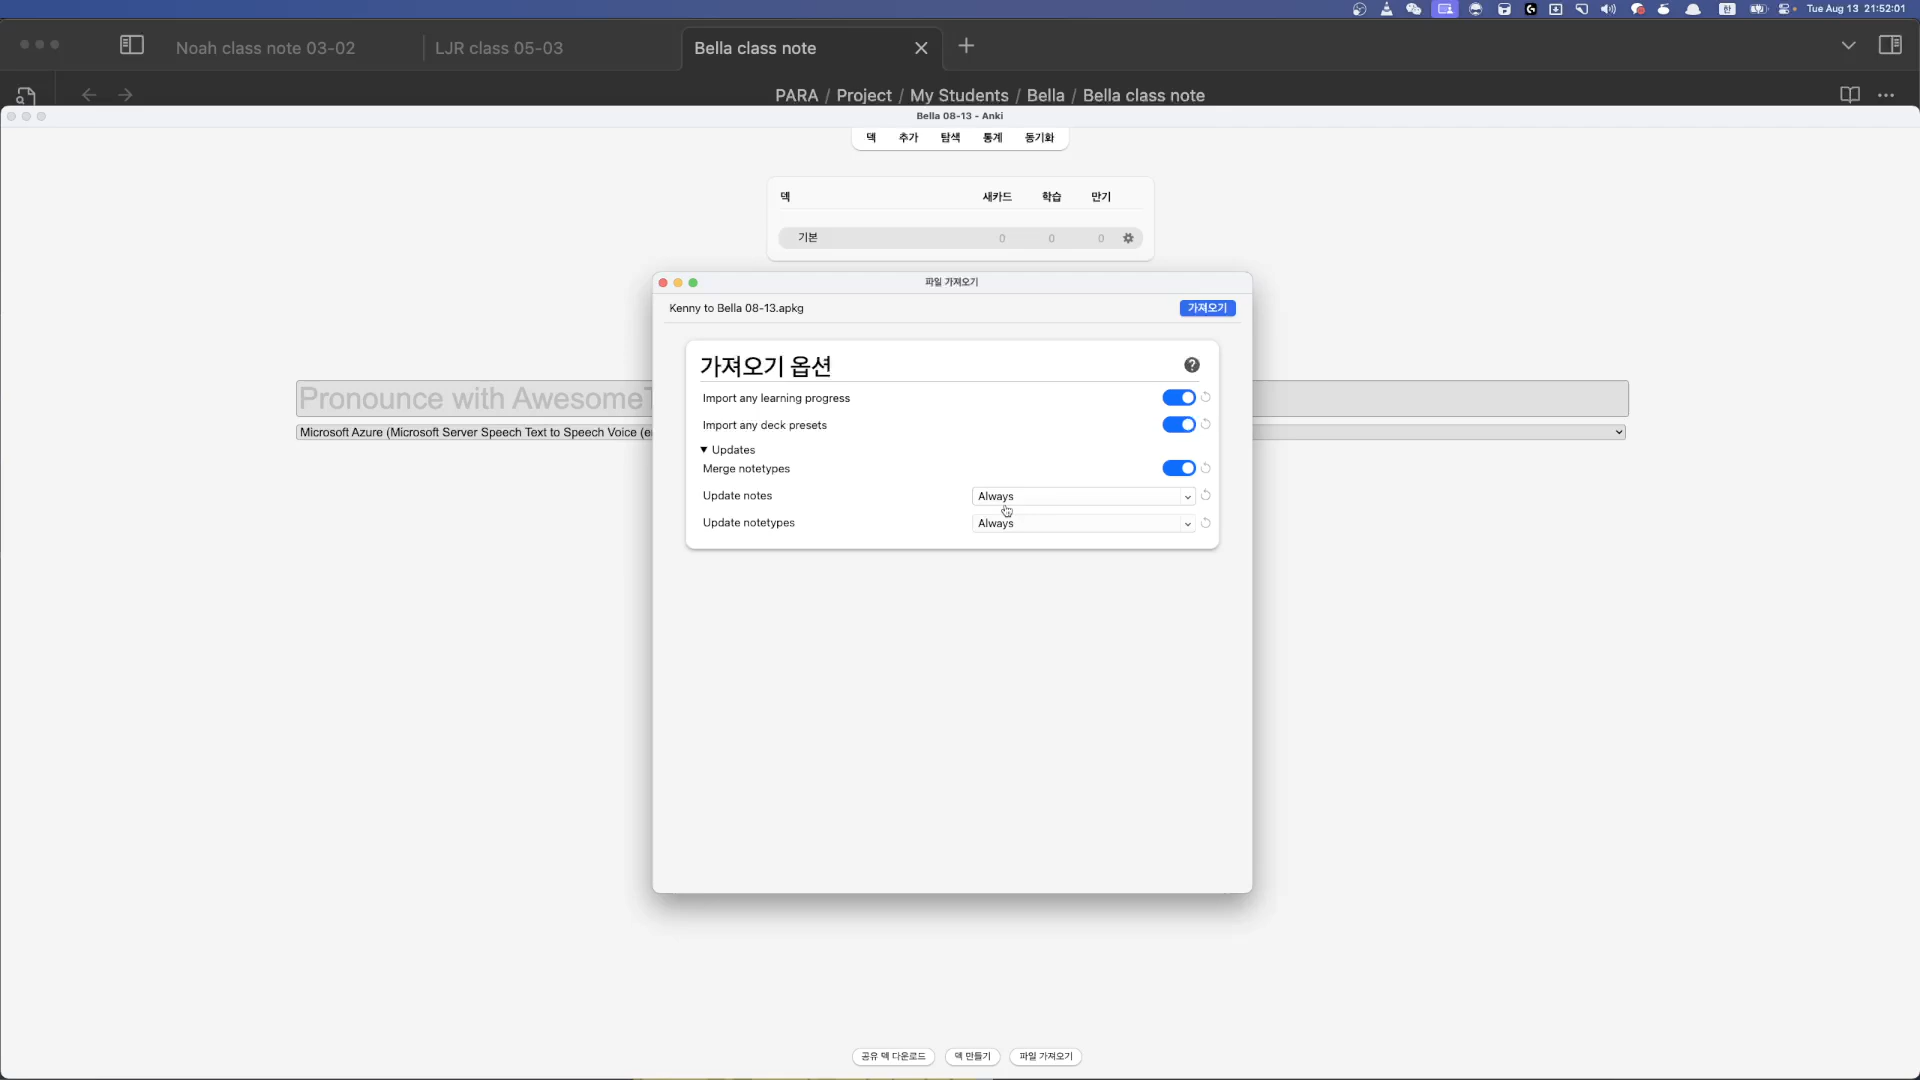 Tue Aug 13 21:52:01
Noah class note 03-02
LJR class 05-03
Bella class note
PARA / Project / My Students / Bella / Bella class note
Bella 08-13 - Anki
덱 추가 탐색 통계 동기화
덱 새카드 학습 만기
기본 0 0 0
파일 가져오기
Kenny to Bella 08-13.apkg
가져오기
가져오기 옵션
Import any learning progress
Import any deck presets
Updates
Merge notetypes
Update notes Always
Update notetypes Always
Pronounce with Awesome
Microsoft Azure (Microsoft Server Speech Text to Speech Voice
공유 덱 다운로드 덱 만들기 파일 가져오기